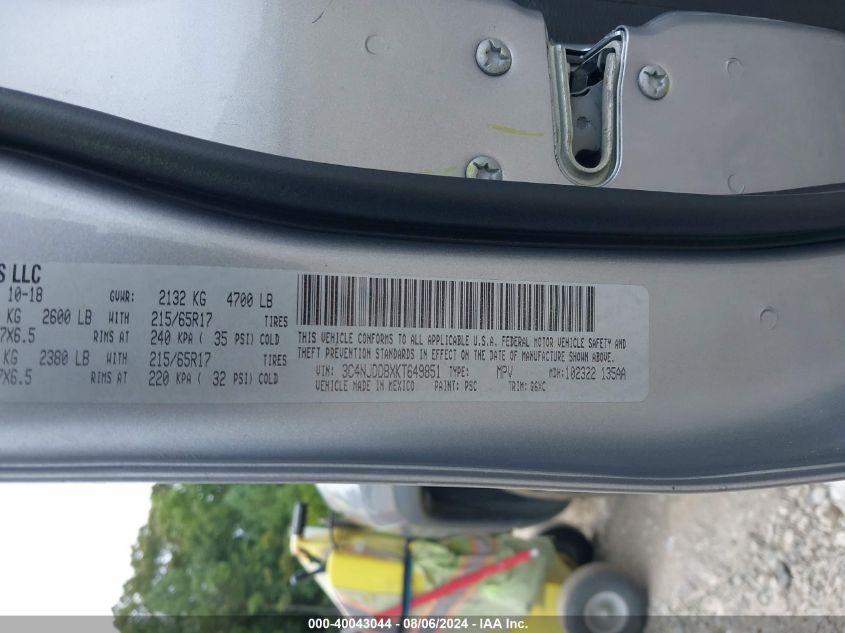 S LLC
10-18 GVWR: 2132 KG 4700 LB
KG 2600 LB WITH 215/65R17 TIRES
7X6.5 RIMS AT 240 KPA ( 35 PSI) COLD
KG 2380 LB WITH 215/65R17 TIRES
7X6.5 RIMS AT 220 KPA ( 32 PSI) COLD
THIS VEHICLE CONFORMS TO ALL APPLICABLE U.S.A. FEDERAL MOTOR VEHICLE SAFETY AND
THEFT PREVENTION STANDARDS IN EFFECT ON THE DATE OF MANUFACTURE SHOWN ABOVE.
VIN: 3C4NJDDBXKT649851 TYPE: MPV MDH: 102322 135AA
VEHICLE MADE IN MEXICO PAINT: PSC TRIM: G6XC
000-40043044 - 08/06/2024 - IAA Inc.